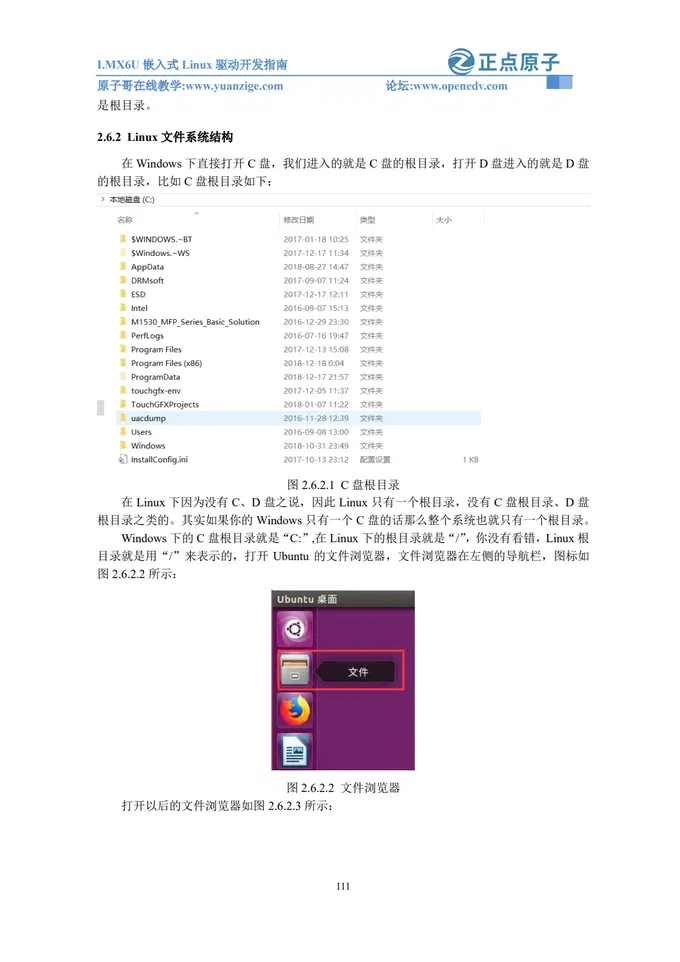 I.MX6U 嵌入式 Linux 驱动开发指南
正点原子
原子哥在线教学:www.yuanzige.com 论坛:www.openedv.com
是根目录。
2.6.2 Linux 文件系统结构
在 Windows 下直接打开 C 盘，我们进入的就是 C 盘的根目录，打开 D 盘进入的就是 D 盘
的根目录，比如 C 盘根目录如下：
本地磁盘 (C:)
名称 修改日期 类型 大小
$WINDOWS.~BT 2017-01-18 10:25 文件夹
$Windows.~WS 2017-12-17 11:34 文件夹
AppData 2018-08-27 14:47 文件夹
DRMsoft 2017-09-07 11:24 文件夹
ESD 2017-12-17 12:11 文件夹
Intel 2016-09-07 15:13 文件夹
M1530_MFP_Series_Basic_Solution 2016-12-29 23:30 文件夹
PerfLogs 2016-07-16 19:47 文件夹
Program Files 2017-12-13 15:08 文件夹
Program Files (x86) 2018-12-18 0:04 文件夹
ProgramData 2018-12-17 21:57 文件夹
touchgfx-env 2017-12-05 11:37 文件夹
TouchGFXProjects 2018-01-07 11:22 文件夹
uacdump 2016-11-28 12:39 文件夹
Users 2016-09-08 13:00 文件夹
Windows 2018-10-31 23:49 文件夹
InstallConfig.ini 2017-10-13 23:12 配置设置 1 KB
图 2.6.2.1 C 盘根目录
在 Linux 下因为没有 C、D 盘之说，因此 Linux 只有一个根目录，没有 C 盘根目录、D 盘
根目录之类的。其实如果你的 Windows 只有一个 C 盘的话那么整个系统也就只有一个根目录。
Windows 下的 C 盘根目录就是“C:”,在 Linux 下的根目录就是“/”，你没有看错，Linux 根
目录就是用“/”来表示的，打开 Ubuntu 的文件浏览器，文件浏览器在左侧的导航栏，图标如
图 2.6.2.2 所示：
Ubuntu 桌面
文件
图 2.6.2.2 文件浏览器
打开以后的文件浏览器如图 2.6.2.3 所示：
111